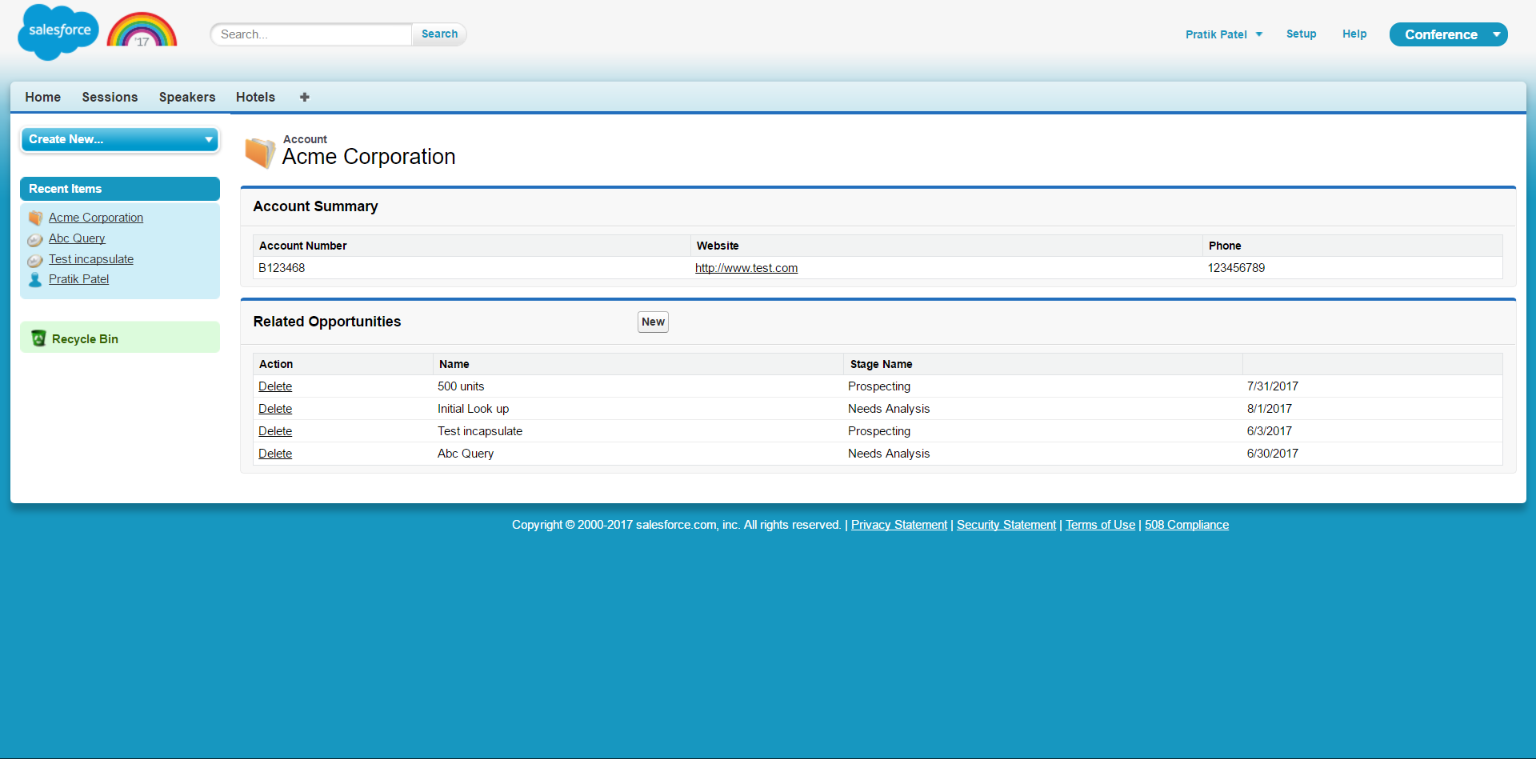 salesforce
'17
Search...
Search
Pratik Patel
Setup
Help
Conference
Home
Sessions
Speakers
Hotels
Create New...
Recent Items
Acme Corporation
Abc Query
Test incapsulate
Pratik Patel
Recycle Bin
Account
Acme Corporation
Account Summary
Account Number Website Phone
B123468 http://www.test.com 123456789
Related Opportunities
New
Action Name Stage Name
Delete 500 units Prospecting 7/31/2017
Delete Initial Look up Needs Analysis 8/1/2017
Delete Test incapsulate Prospecting 6/3/2017
Delete Abc Query Needs Analysis 6/30/2017
Copyright © 2000-2017 salesforce.com, inc. All rights reserved. | Privacy Statement | Security Statement | Terms of Use | 508 Compliance